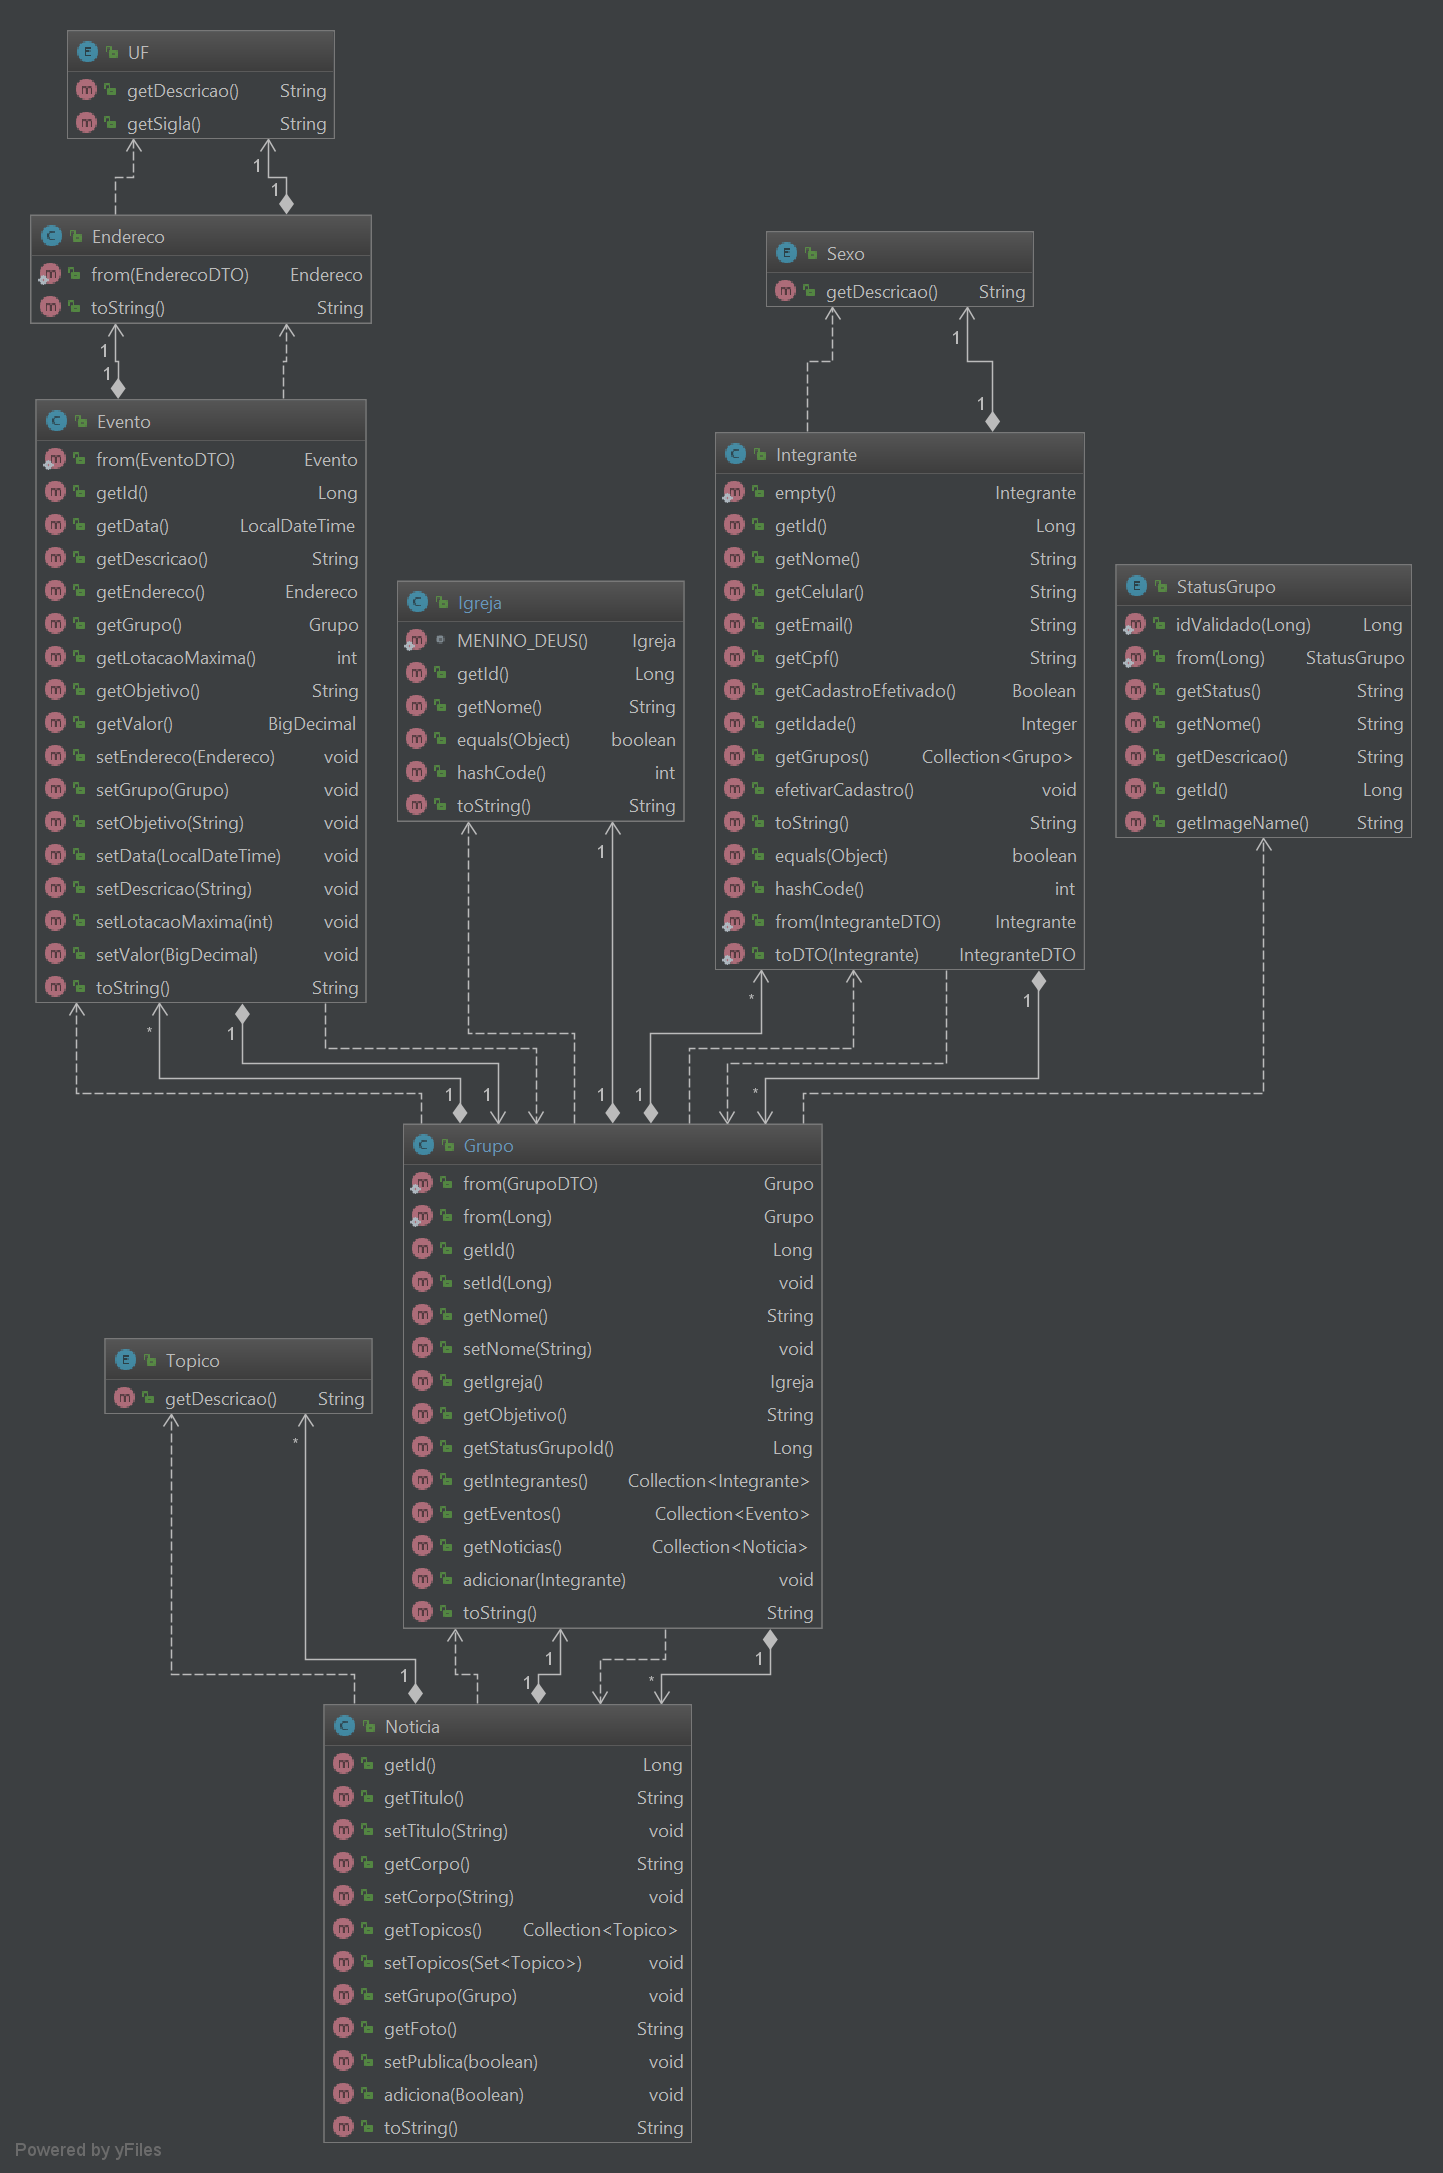 UF
getDescricao() String
getSigla() String
1
1
Endereco
from(EnderecoDTO) Endereco
toString() String
1
1
Evento
from(EventoDTO) Evento
getId() Long
getData() LocalDateTime
getDescricao() String
getEndereco() Endereco
getGrupo() Grupo
getLotacaoMaxima() int
getObjetivo() String
getValor() BigDecimal
setEndereco(Endereco) void
setGrupo(Grupo) void
setObjetivo(String) void
setData(LocalDateTime) void
setDescricao(String) void
setLotacaoMaxima(int) void
setValor(BigDecimal) void
toString() String
Igreja
MENINO_DEUS() Igreja
getId() Long
getNome() String
equals(Object) boolean
hashCode() int
toString() String
1
Sexo
getDescricao() String
1
1
Integrante
empty() Integrante
getId() Long
getNome() String
getCelular() String
getEmail() String
getCpf() String
getCadastroEfetivado() Boolean
getIdade() Integer
getGrupos() Collection<Grupo>
efetivarCadastro() void
toString() String
equals(Object) boolean
hashCode() int
from(IntegranteDTO) Integrante
toDTO(Integrante) IntegranteDTO
StatusGrupo
idValidado(Long) Long
from(Long) StatusGrupo
getStatus() String
getNome() String
getDescricao() String
getId() Long
getImageName() String
* 1 * 1
1 1 1 1 *
Grupo
from(GrupoDTO) Grupo
from(Long) Grupo
getId() Long
setId(Long) void
getNome() String
setNome(String) void
getIgreja() Igreja
getObjetivo() String
getStatusGrupoId() Long
getIntegrantes() Collection<Integrante>
getEventos() Collection<Evento>
getNoticias() Collection<Noticia>
adicionar(Integrante) void
toString() String
Topico
getDescricao() String
*
1 1
1 1 *
Noticia
getId() Long
getTitulo() String
setTitulo(String) void
getCorpo() String
setCorpo(String) void
getTopicos() Collection<Topico>
setTopicos(Set<Topico>) void
setGrupo(Grupo) void
getFoto() String
setPublica(boolean) void
adiciona(Boolean) void
toString() String
Powered by yFiles